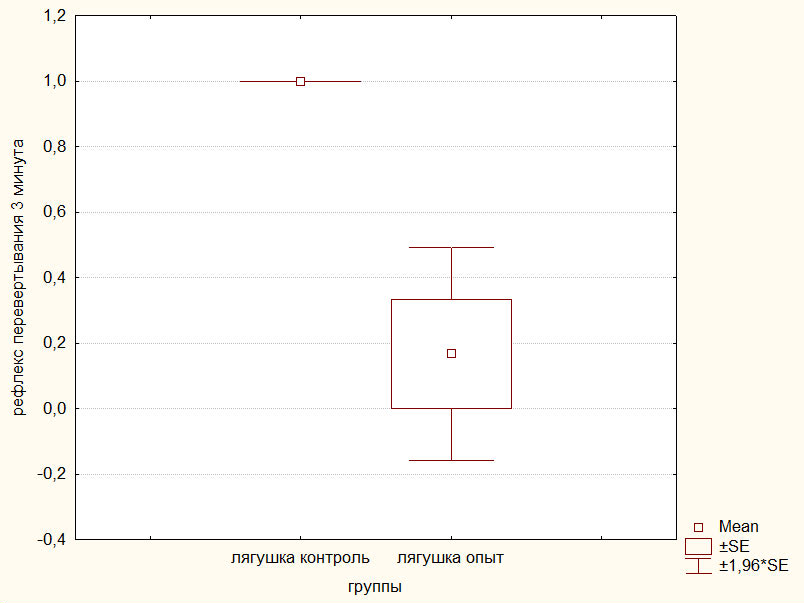 1,2
1,0
0,8
0,6
0,4
0,2
0,0
-0,2
-0,4
рефлекс перевертывания 3 минута
лягушка контроль лягушка опыт
группы
Mean
±SE
±1,96*SE